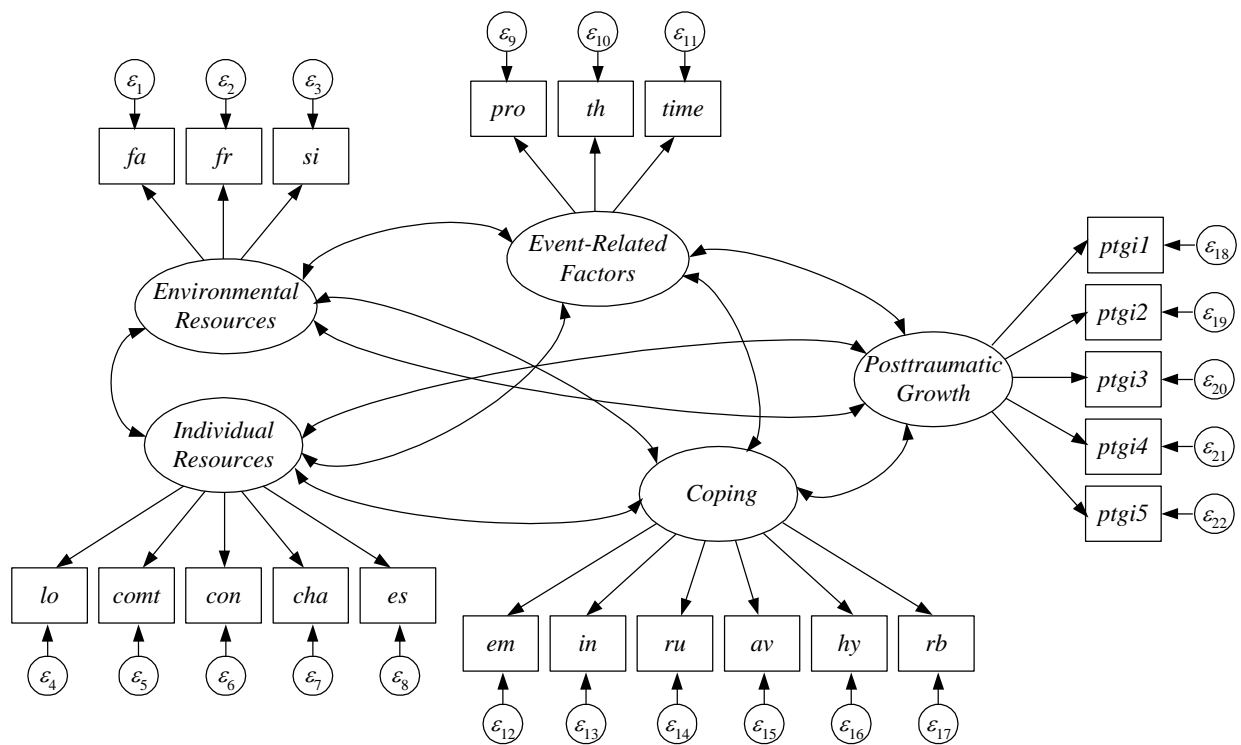 ε9 ε10 ε11
ε1 ε2 ε3
pro th time
fa fr si
Event-Related
Factors
ptgi1 ε18
Environmental
Resources
ptgi2 ε19
Posttraumatic
Growth
ptgi3 ε20
Individual
Resources
ptgi4 ε21
Coping
ptgi5 ε22
lo comt con cha es
em in ru av hy rb
ε4 ε5 ε6 ε7 ε8
ε12 ε13 ε14 ε15 ε16 ε17